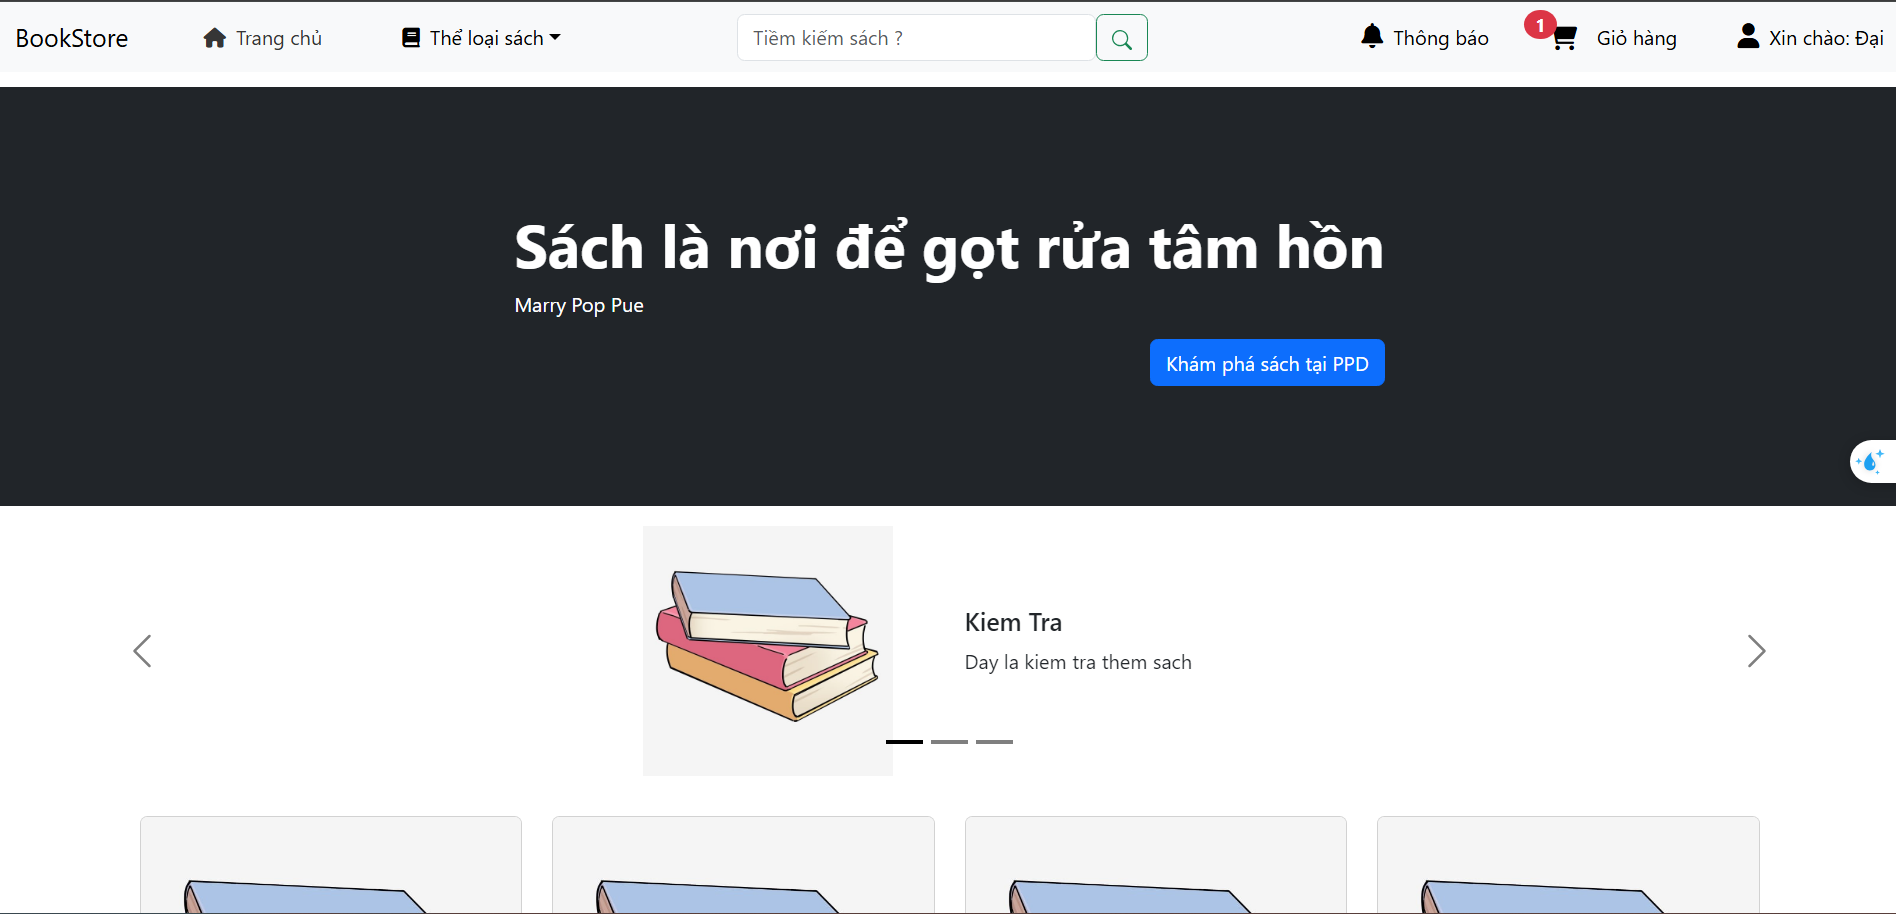 BookStore
Trang chủ
Thể loại sách
Tiềm kiếm sách ?
Thông báo
1
Giỏ hàng
Xin chào: Đại
Sách là nơi để gọt rửa tâm hồn
Marry Pop Pue
Khám phá sách tại PPD
Kiem Tra
Day la kiem tra them sach